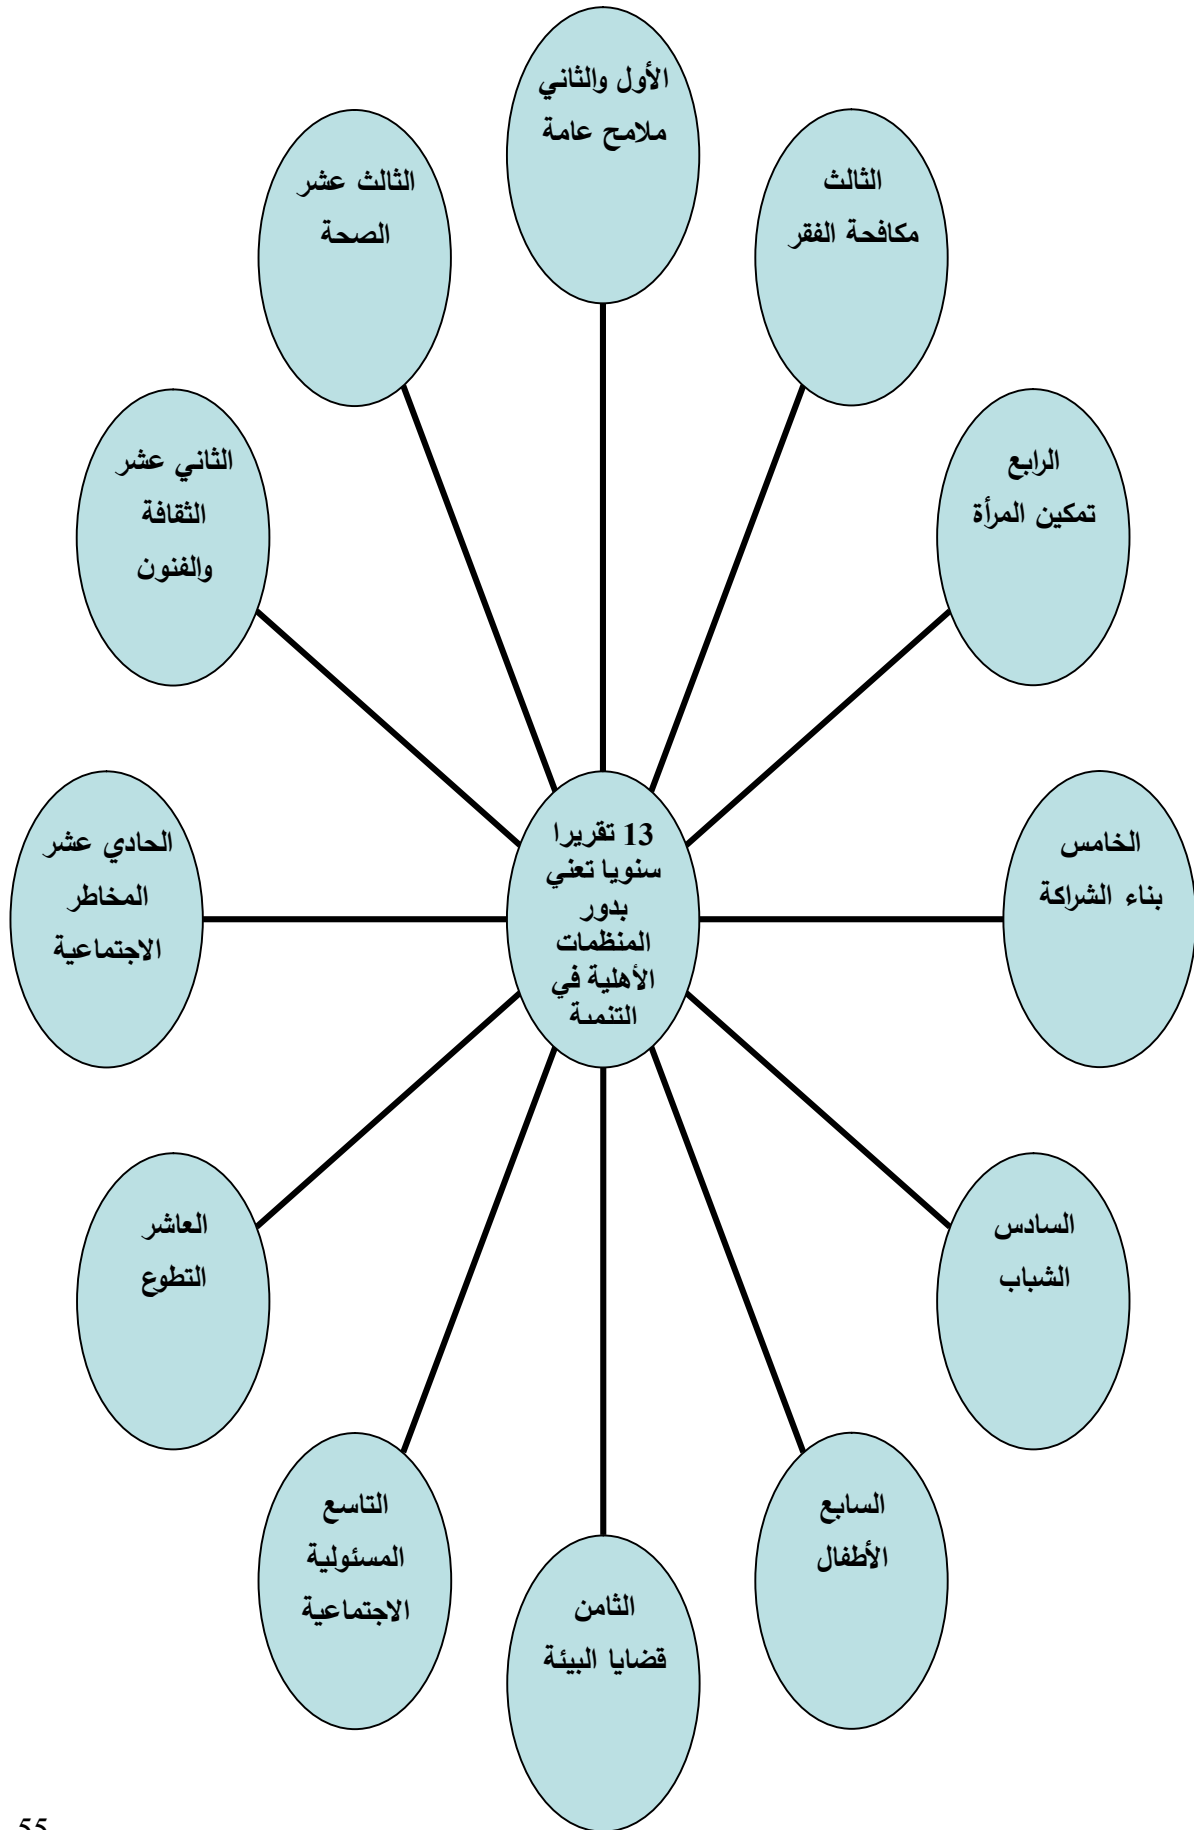 الأول والثاني
ملامح عامة
الثالث
مكافحة الفقر
الرابع
تمكين المرأة
الخامس
بناء الشراكة
السادس
الشباب
السابع
الأطفال
الثامن
قضايا البيئة
التاسع
المسئولية
الاجتماعية
العاشر
التطوع
الحادي عشر
المخاطر
الاجتماعية
الثاني عشر
الثقافة
والفنون
الثالث عشر
الصحة
13 تقريرا
سنويا تعني
بدور
المنظمات
الأهلية في
التنمية
55